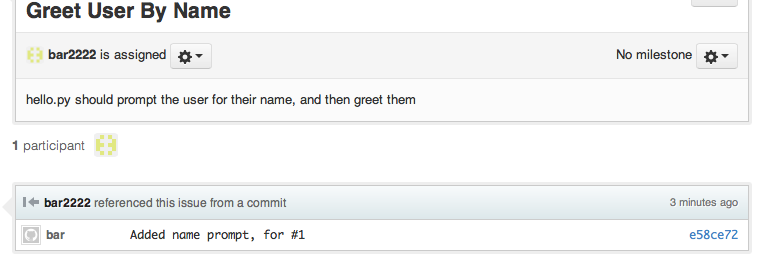 Greet User By Name
bar2222 is assigned
No milestone
hello.py should prompt the user for their name, and then greet them
1 participant
bar2222 referenced this issue from a commit
3 minutes ago
bar
Added name prompt, for #1
e58ce72